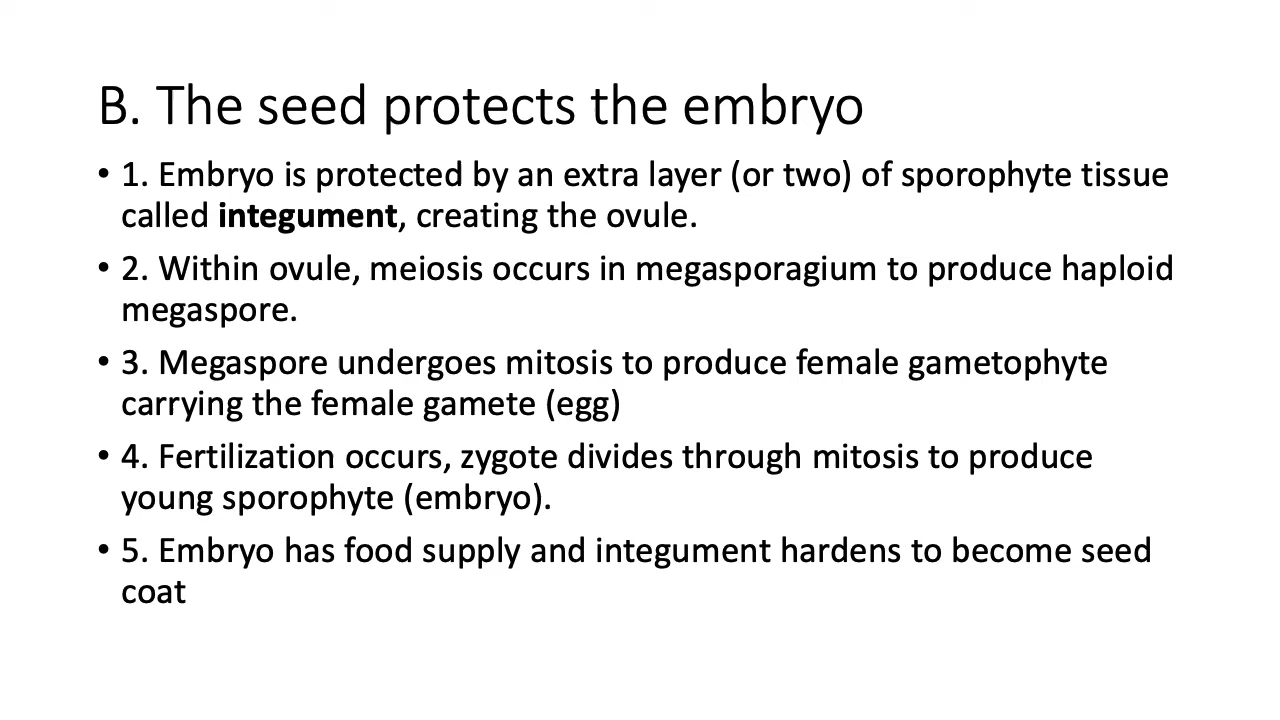 B. The seed protects the embryo
• 1. Embryo is protected by an extra layer (or two) of sporophyte tissue
called integument, creating the ovule.
• 2. Within ovule, meiosis occurs in megasporagium to produce haploid
megaspore.
• 3. Megaspore undergoes mitosis to produce female gametophyte
carrying the female gamete (egg)
• 4. Fertilization occurs, zygote divides through mitosis to produce
young sporophyte (embryo).
• 5. Embryo has food supply and integument hardens to become seed
coat